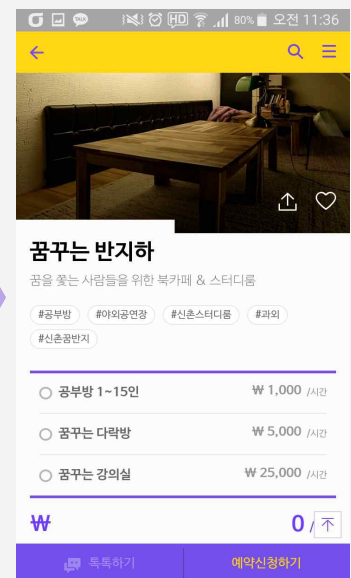 TALK HD 80% 오전 11:36
꿈꾸는 반지하
꿈을 쫓는 사람들을 위한 북카페 & 스터디룸
#공부방 #야외공연장 #신촌스터디룸 #과외
#신촌꿈반지
공부방 1~15인 ₩ 1,000 /시간
꿈꾸는 다락방 ₩ 5,000 /시간
꿈꾸는 강의실 ₩ 25,000 /시간
₩ 0 /
톡톡하기 예약신청하기